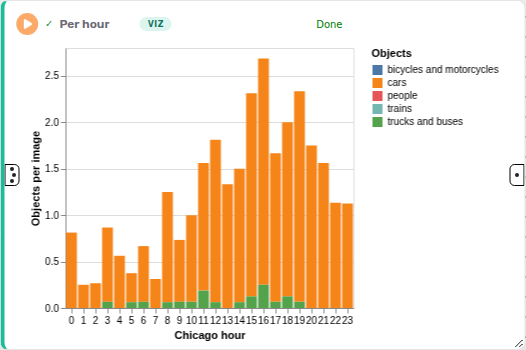 ✓ Per hour VIZ Done
Objects
bicycles and motorcycles
cars
people
trains
trucks and buses
Objects per image
2.5
2.0
1.5
1.0
0.5
0.0
0 1 2 3 4 5 6 7 8 9 10 11 12 13 14 15 16 17 18 19 20 21 22 23
Chicago hour